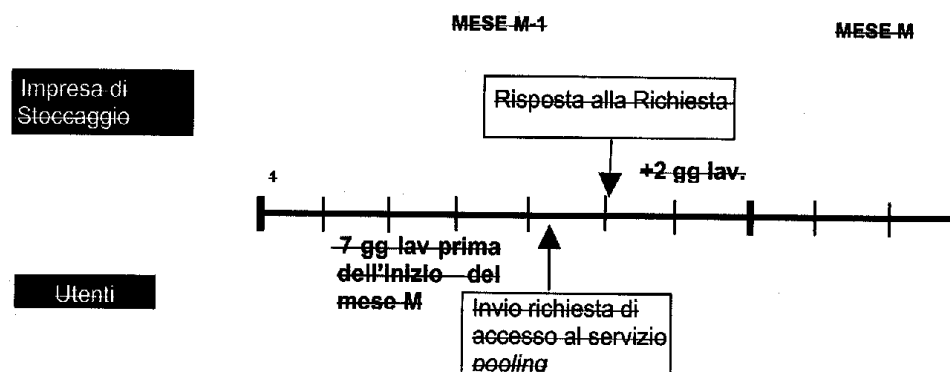 MESE M-1
MESE M
Impresa di
Stoccaggio
Risposta alla Richiesta
+2 gg lav.
7 gg lav prima
dell'inizio del
mese M
Utenti
Invio richiesta di
accesso al servizio
pooling